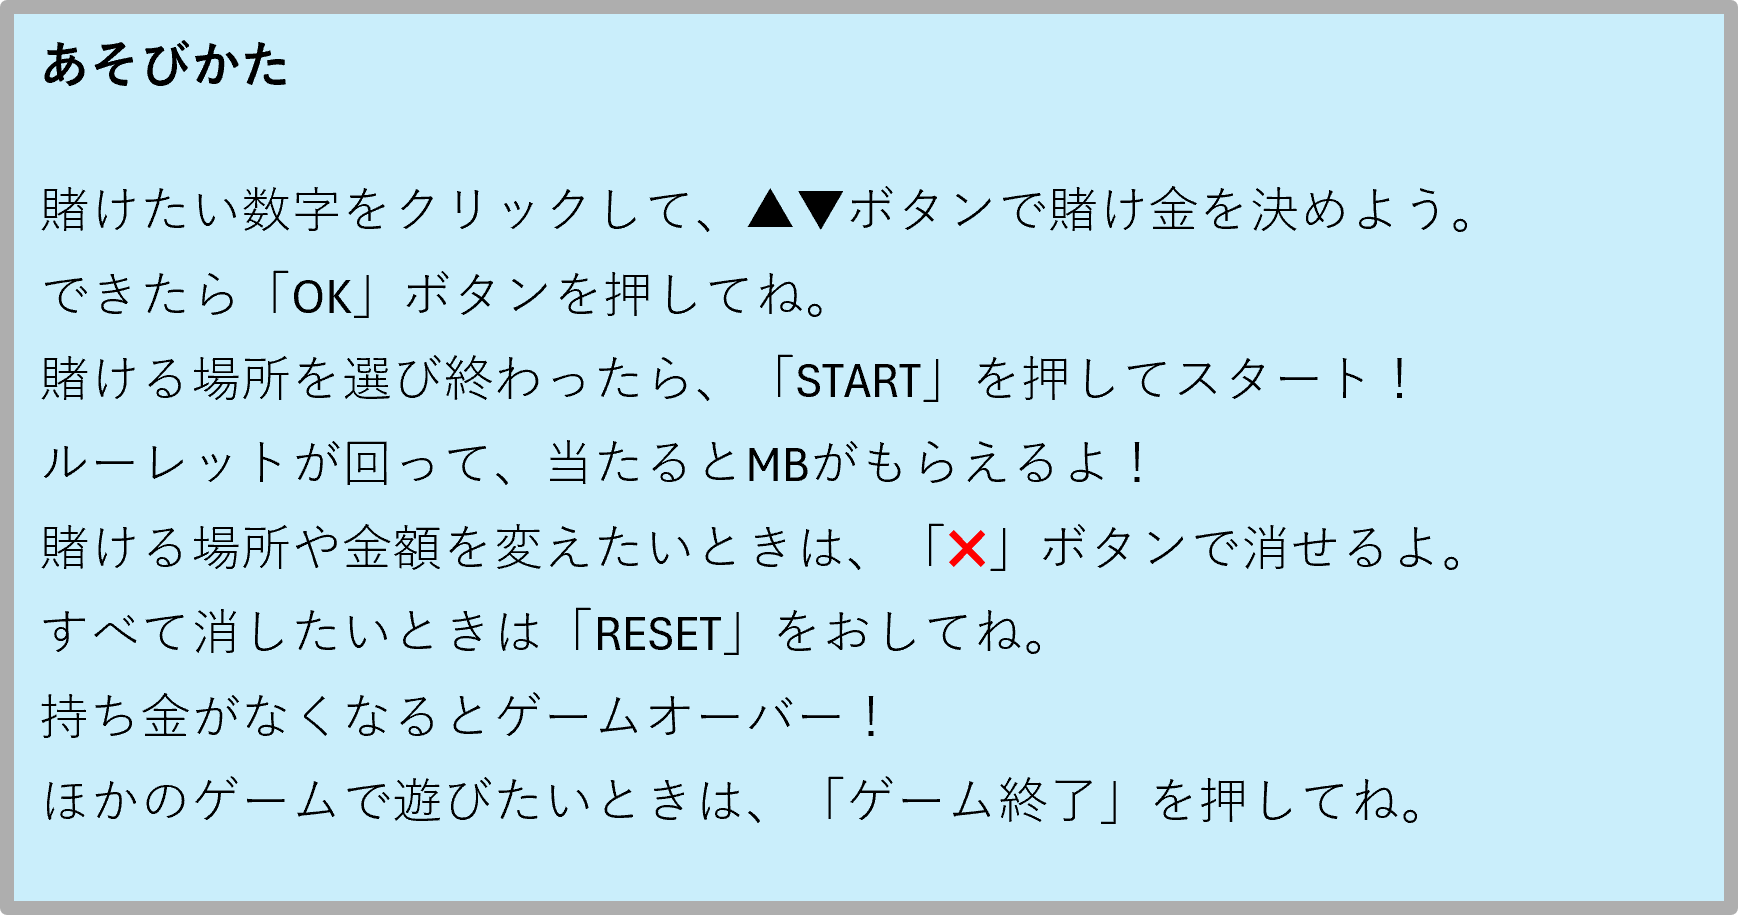 あそびかた
賭けたい数字をクリックして、▲▼ボタンで賭け金を決めよう。
できたら「OK」ボタンを押してね。
賭ける場所を選び終わったら、「START」を押してスタート！
ルーレットが回って、当たるとMBがもらえるよ！
賭ける場所や金額を変えたいときは、「×」ボタンで消せるよ。
すべて消したいときは「RESET」をおしてね。
持ち金がなくなるとゲームオーバー！
ほかのゲームで遊びたいときは、「ゲーム終了」を押してね。